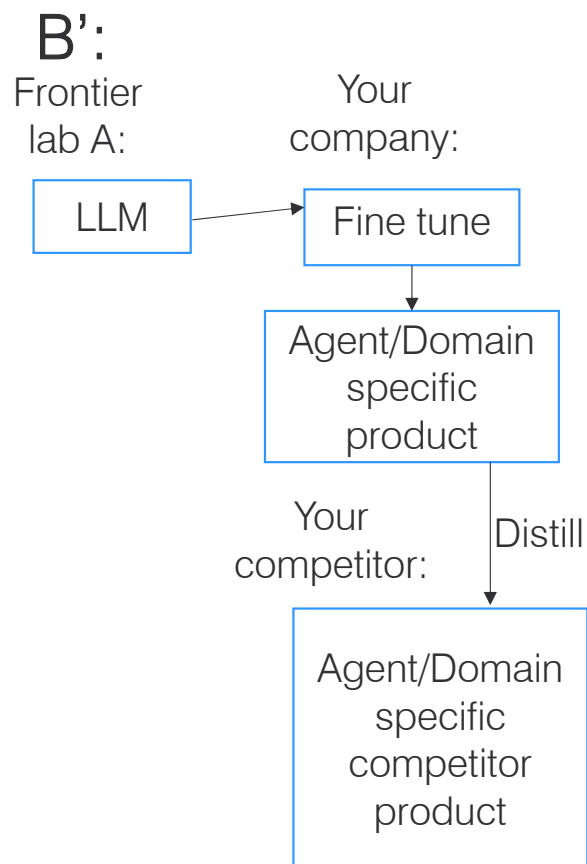 B’:
Frontier
lab A:
Your
company:
LLM
Fine tune
Agent/Domain
specific
product
Your
competitor:
Distill
Agent/Domain
specific
competitor
product